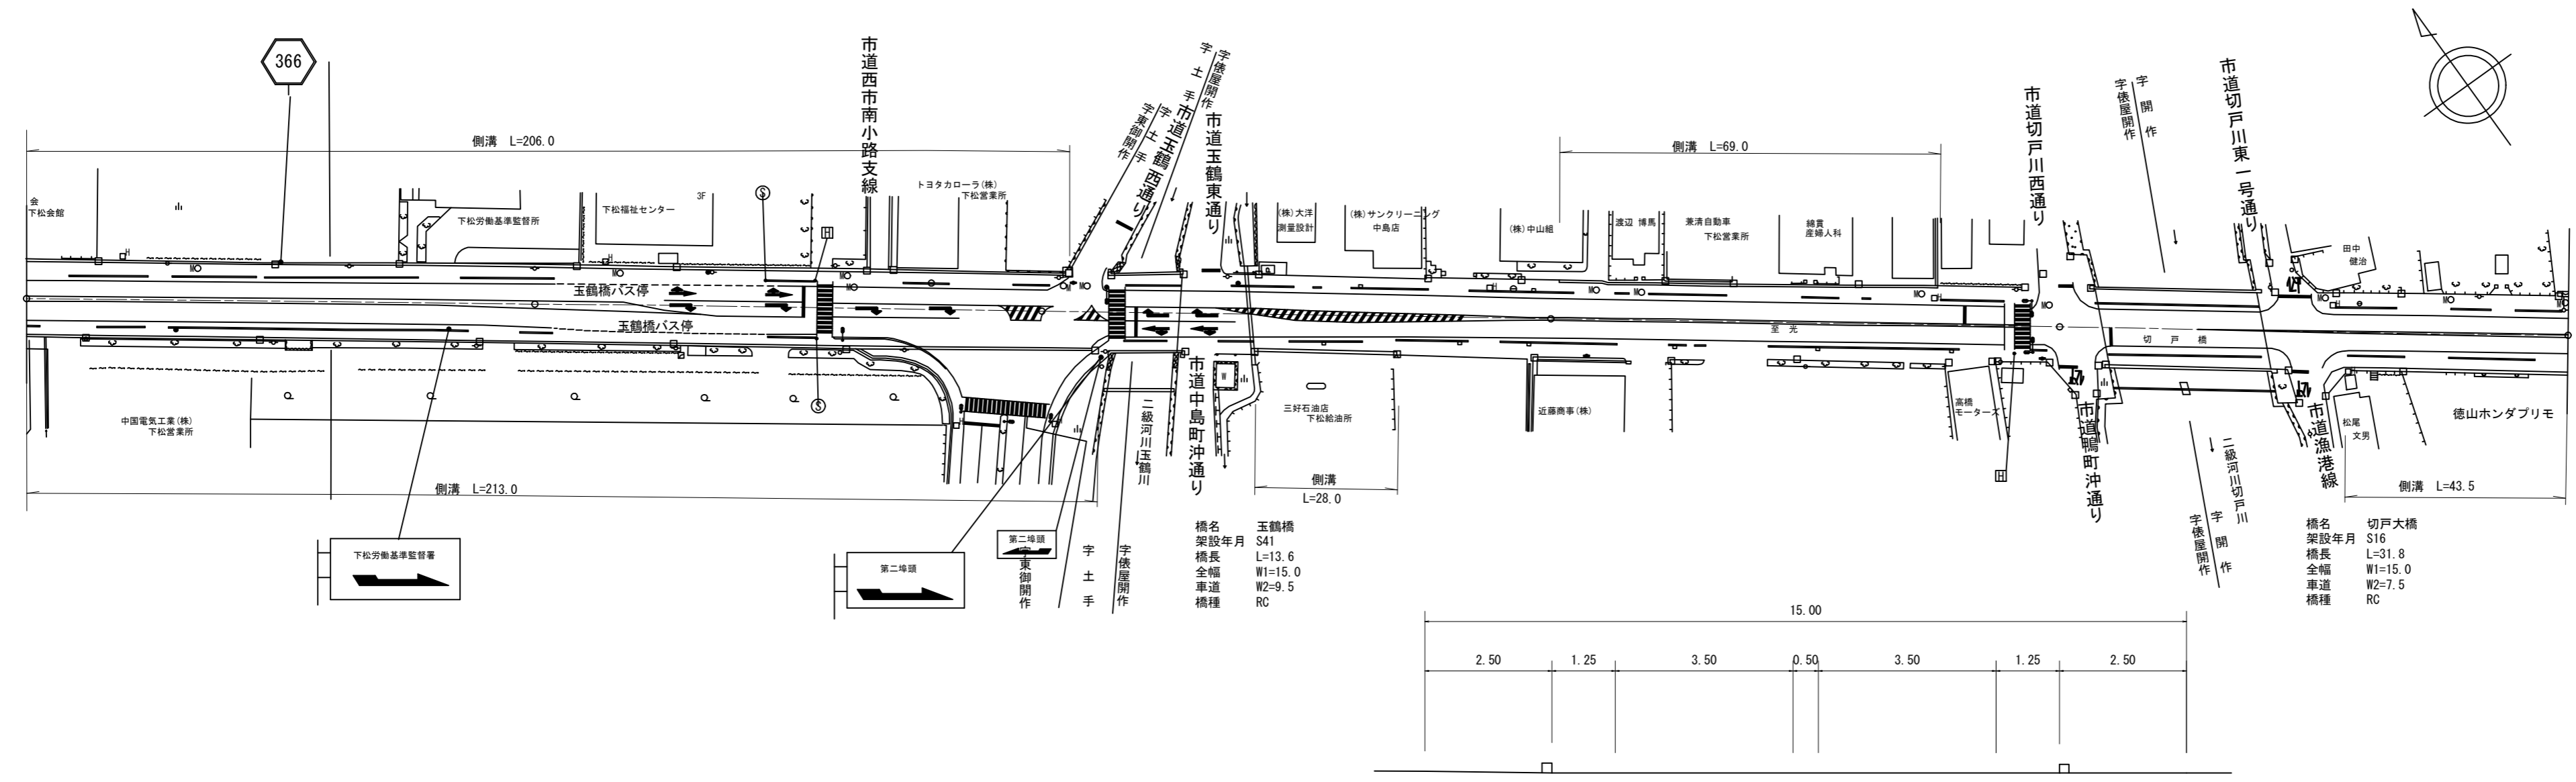 366
側溝 L=206.0
市道西市南小路支線
字東御開作
字土手
市道玉鶴西通り
字土手
字俵屋開作
市道玉鶴東通り
側溝 L=69.0
市道切戸川西通り
字俵屋開作
字開作
市道切戸川東一号通り
会
下松会館
下松労働基準監督所
下松福祉センター
3F
S
H
トヨタカローラ(株)
下松営業所
(株)大洋
測量設計
(株)サンクリーニング
中島店
(株)中山組
渡辺 博馬
兼清自動車
下松営業所
綿貫
産婦人科
田中
健治
玉鶴橋バス停
玉鶴橋バス停
至光
切戸橋
中国電気工業(株)
下松営業所
S
二級河川玉鶴川
市道中島町沖通り
W
三好石油店
下松給油所
近藤商事(株)
高橋
モーターズ
H
市道鴨町沖通り
二級河川切戸川
市道漁港線
松尾
文男
徳山ホンダプリモ
側溝 L=213.0
側溝
L=28.0
側溝 L=43.5
下松労働基準監督署
第二埠頭
第二埠頭
字東御開作
字土手
字俵屋開作
橋名 玉鶴橋
架設年月 S41
橋長 L=13.6
全幅 W1=15.0
車道 W2=9.5
橋種 RC
字俵屋開作
字開作
橋名 切戸大橋
架設年月 S16
橋長 L=31.8
全幅 W1=15.0
車道 W2=7.5
橋種 RC
15.00
2.50 1.25 3.50 0.50 3.50 1.25 2.50